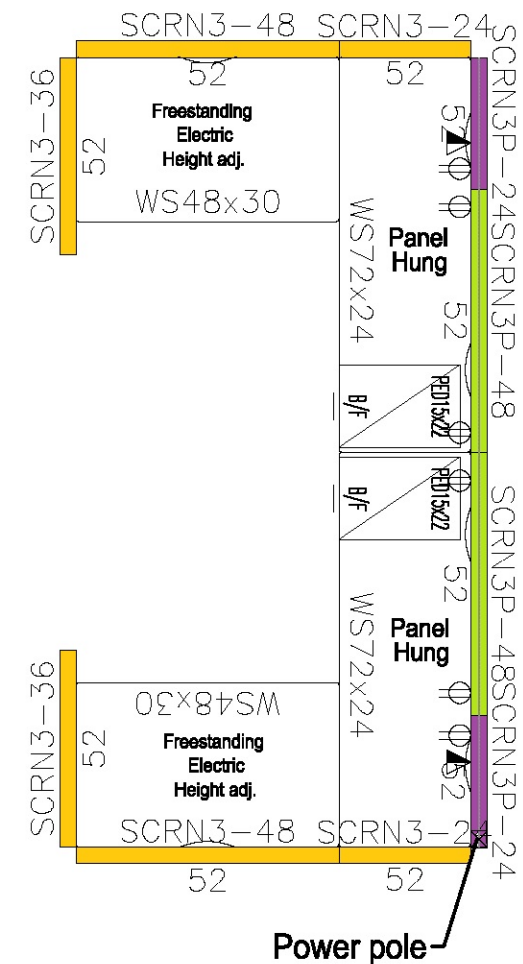 SCRN3-48
SCRN3-24
52
52
SCRN3-36
52
Freestanding
Electric
Height adj.
WS48x30
SCRN3P-24
52
Panel
Hung
WS72x24
SCRN3P-48
52
PED15x22
B/F
PED15x22
B/F
SCRN3P-48
52
WS72x24
Panel
Hung
SCRN3-36
52
WS48x30
Freestanding
Electric
Height adj.
SCRN3P-24
52
SCRN3-48
SCRN3-24
52
52
Power pole